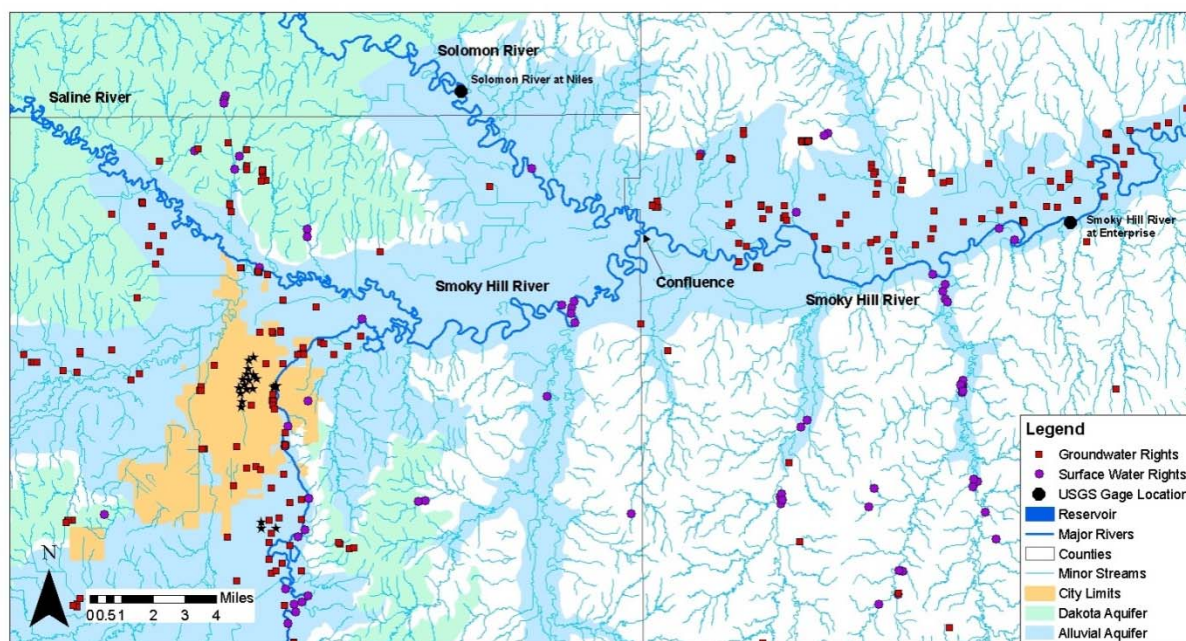 Solomon River
Solomon River at Niles
Saline River
Smoky Hill River
at Enterprise
Confluence
Smoky Hill River
Smoky Hill River
Legend
Groundwater Rights
Surface Water Rights
USGS Gage Location
Reservoir
Major Rivers
Counties
Minor Streams
City Limits
Dakota Aquifer
Alluvial Aquifer
N
Miles
0 0.5 1 2 3 4